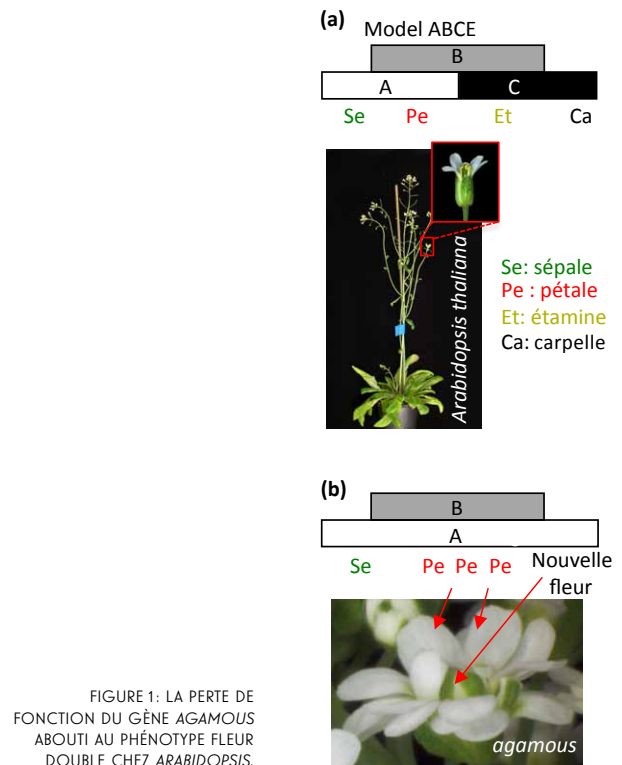 (a)
Model ABCE
B
A C
Se Pe Et Ca
Arabidopsis thaliana
Se: sépale
Pe : pétale
Et: étamine
Ca: carpelle
(b)
B
A
Se Pe Pe Pe Nouvelle
fleur
agamous
FIGURE 1: LA PERTE DE
FONCTION DU GÈNE AGAMOUS
ABOUTI AU PHÉNOTYPE FLEUR
DOUBLE CHEZ ARABIDOPSIS.